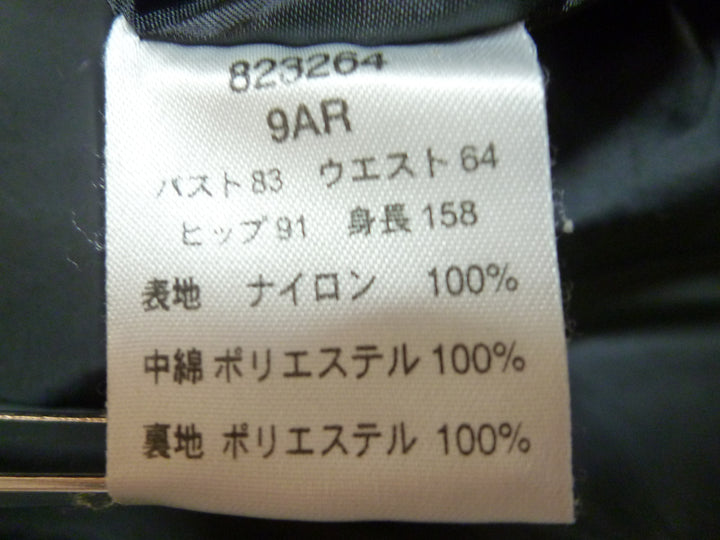 823264
9AR
バスト83 ウエスト64
ヒップ91 身長158
表地 ナイロン 100%
中綿 ポリエステル 100%
裏地 ポリエステル 100%